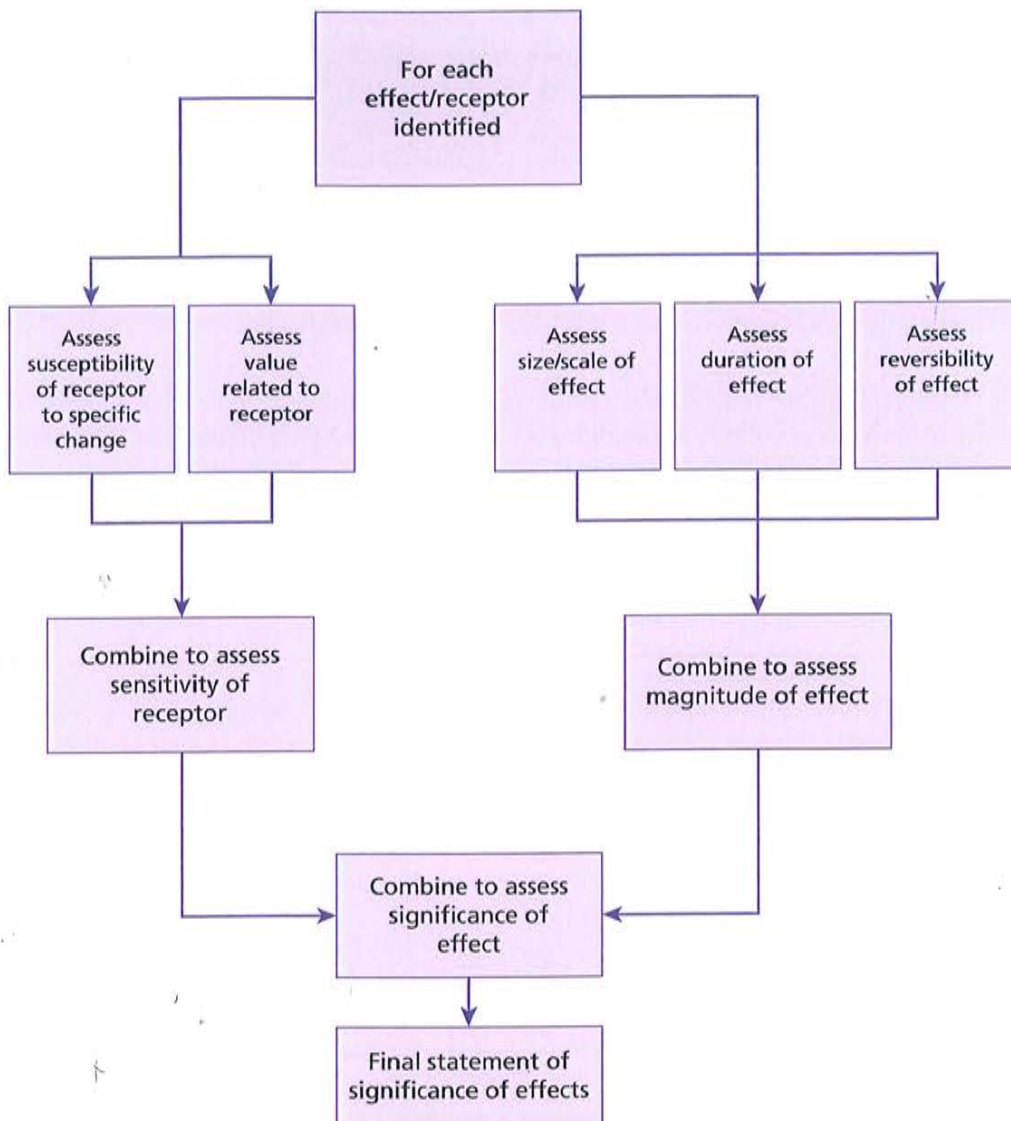 For each
effect/receptor
identified
Assess
susceptibility
of receptor
to specific
change
Assess
value
related to
receptor
Assess
size/scale of
effect
Assess
duration of
effect
Assess
reversibility
of effect
Combine to assess
sensitivity of
receptor
Combine to assess
magnitude of effect
Combine to assess
significance of
effect
Final statement of
significance of effects